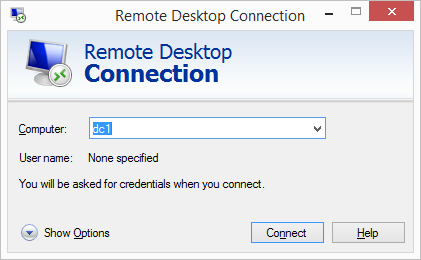 Remote Desktop Connection
Remote Desktop
Connection
Computer: dc1
User name: None specified
You will be asked for credentials when you connect.
Show Options Connect Help